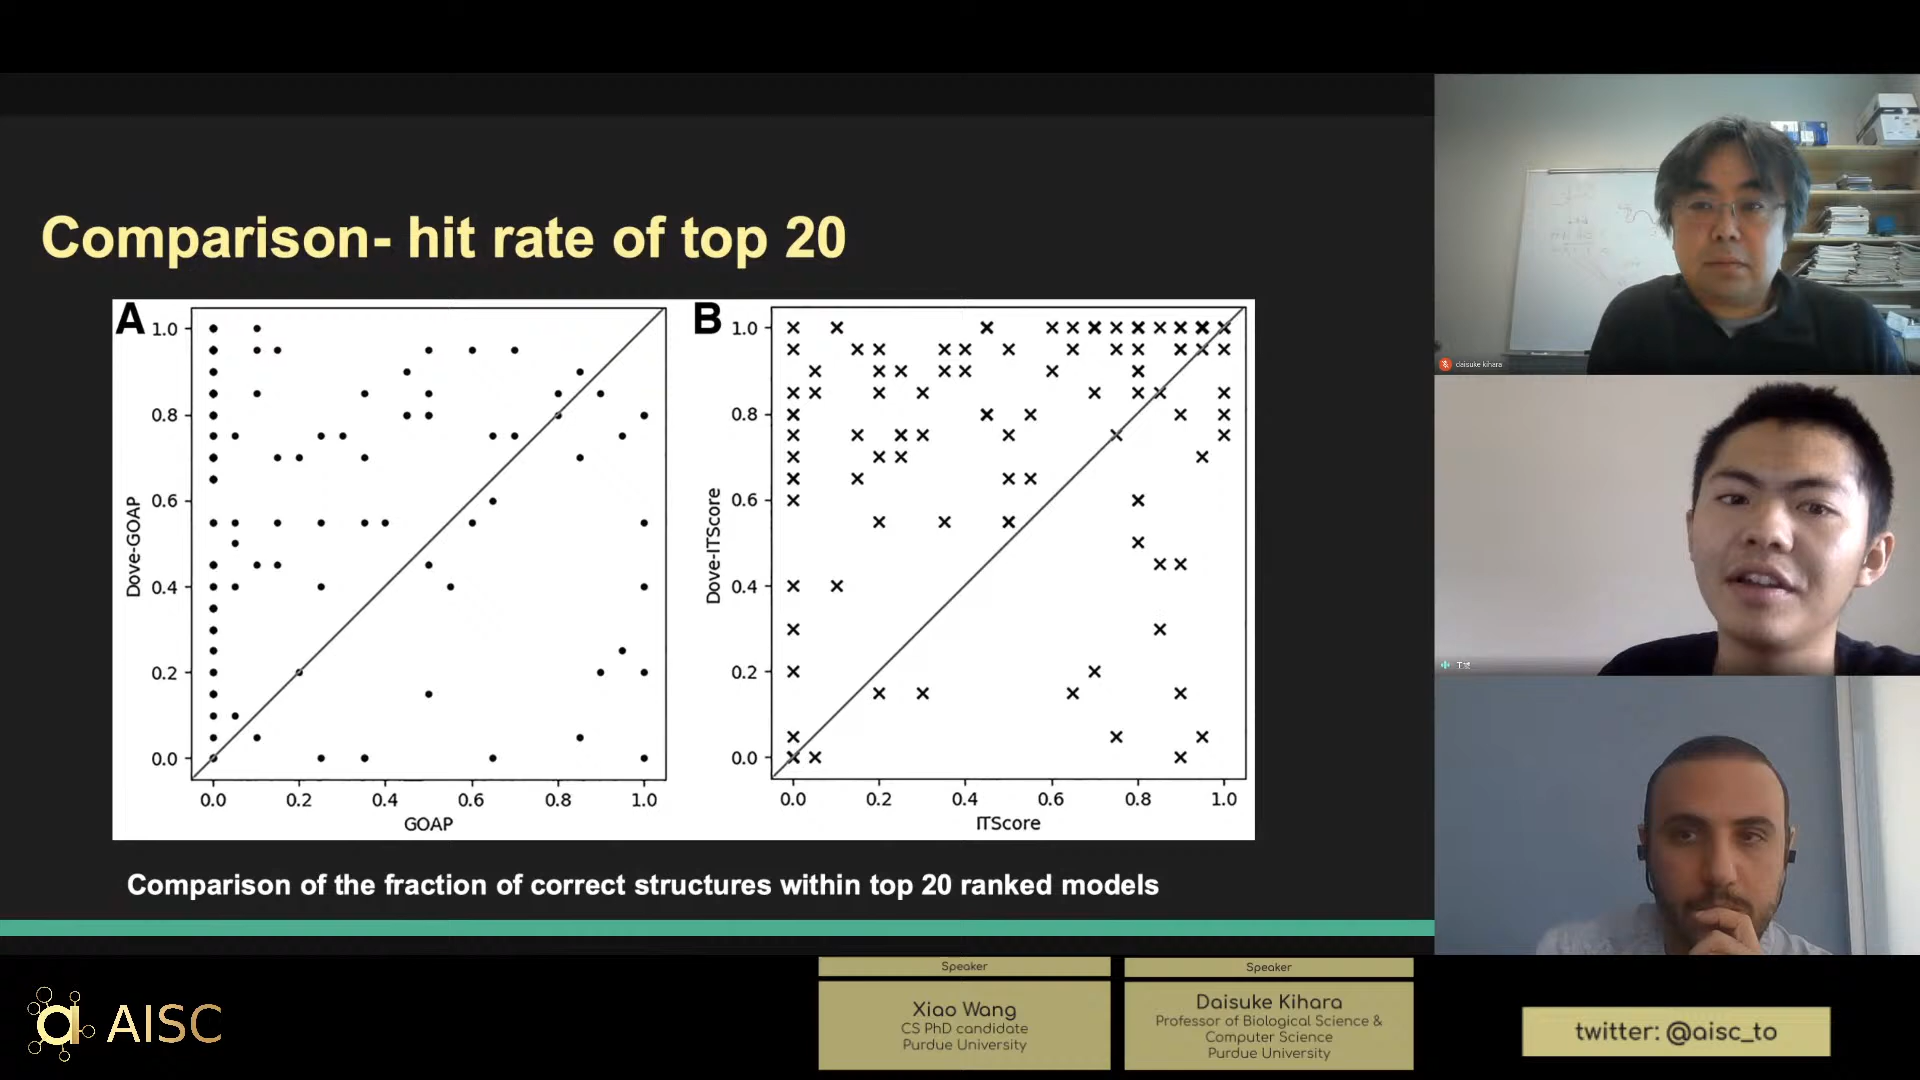 Comparison- hit rate of top 20
A
1.0
0.8
0.6
0.4
0.2
0.0
Dove-GOAP
0.0 0.2 0.4 0.6 0.8 1.0
GOAP
B
1.0
0.8
0.6
0.4
0.2
0.0
Dove-ITScore
0.0 0.2 0.4 0.6 0.8 1.0
ITScore
Comparison of the fraction of correct structures within top 20 ranked models
daisuke kihara
AISC
Speaker
Xiao Wang
CS PhD candidate
Purdue University
Speaker
Daisuke Kihara
Professor of Biological Science &
Computer Science
Purdue University
twitter: @aisc_to